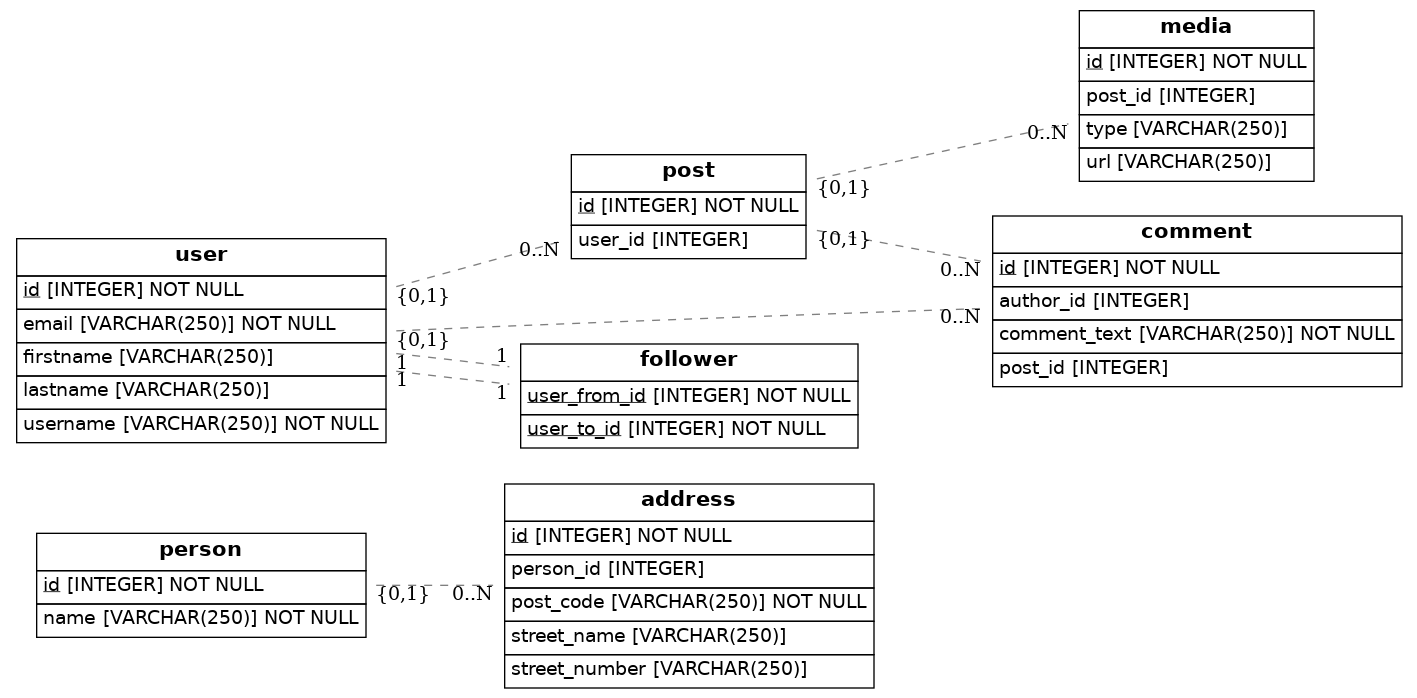 media
id [INTEGER] NOT NULL
post_id [INTEGER]
type [VARCHAR(250)]
url [VARCHAR(250)]
0..N
{0,1}
post
id [INTEGER] NOT NULL
user_id [INTEGER]
{0,1}
0..N
0..N
{0,1}
comment
id [INTEGER] NOT NULL
author_id [INTEGER]
comment_text [VARCHAR(250)] NOT NULL
post_id [INTEGER]
user
id [INTEGER] NOT NULL
email [VARCHAR(250)] NOT NULL
firstname [VARCHAR(250)]
lastname [VARCHAR(250)]
username [VARCHAR(250)] NOT NULL
{0,1}
0..N
1
1
1
1
follower
user_from_id [INTEGER] NOT NULL
user_to_id [INTEGER] NOT NULL
person
id [INTEGER] NOT NULL
name [VARCHAR(250)] NOT NULL
{0,1}
0..N
address
id [INTEGER] NOT NULL
person_id [INTEGER]
post_code [VARCHAR(250)] NOT NULL
street_name [VARCHAR(250)]
street_number [VARCHAR(250)]